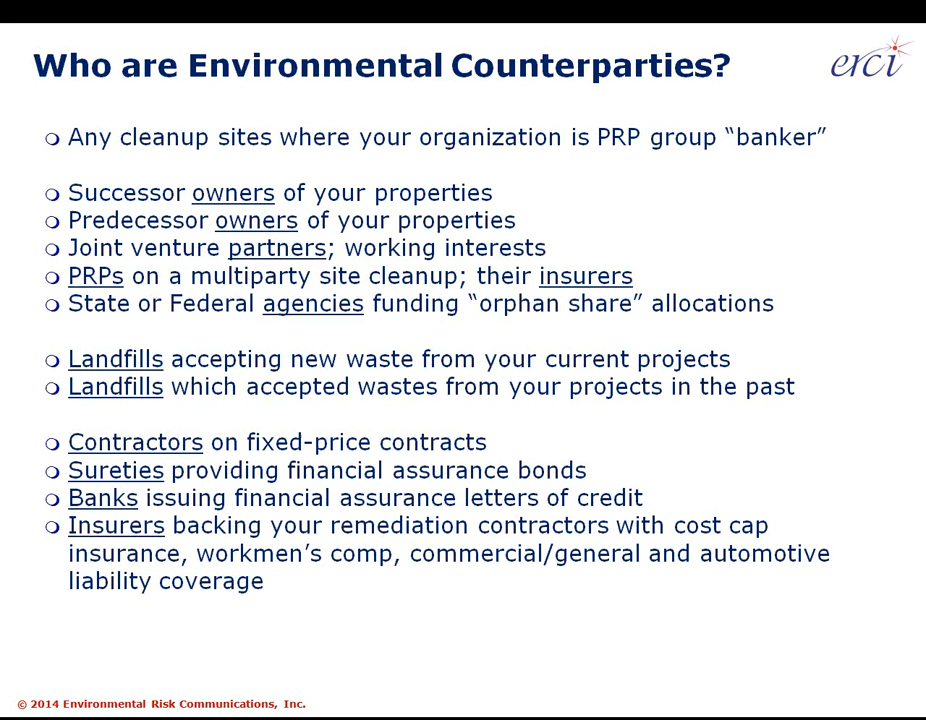 Who are Environmental Counterparties?
erci
Any cleanup sites where your organization is PRP group “banker”
Successor owners of your properties
Predecessor owners of your properties
Joint venture partners; working interests
PRPs on a multiparty site cleanup; their insurers
State or Federal agencies funding “orphan share” allocations
Landfills accepting new waste from your current projects
Landfills which accepted wastes from your projects in the past
Contractors on fixed-price contracts
Sureties providing financial assurance bonds
Banks issuing financial assurance letters of credit
Insurers backing your remediation contractors with cost cap
insurance, workmen’s comp, commercial/general and automotive
liability coverage
© 2014 Environmental Risk Communications, Inc.